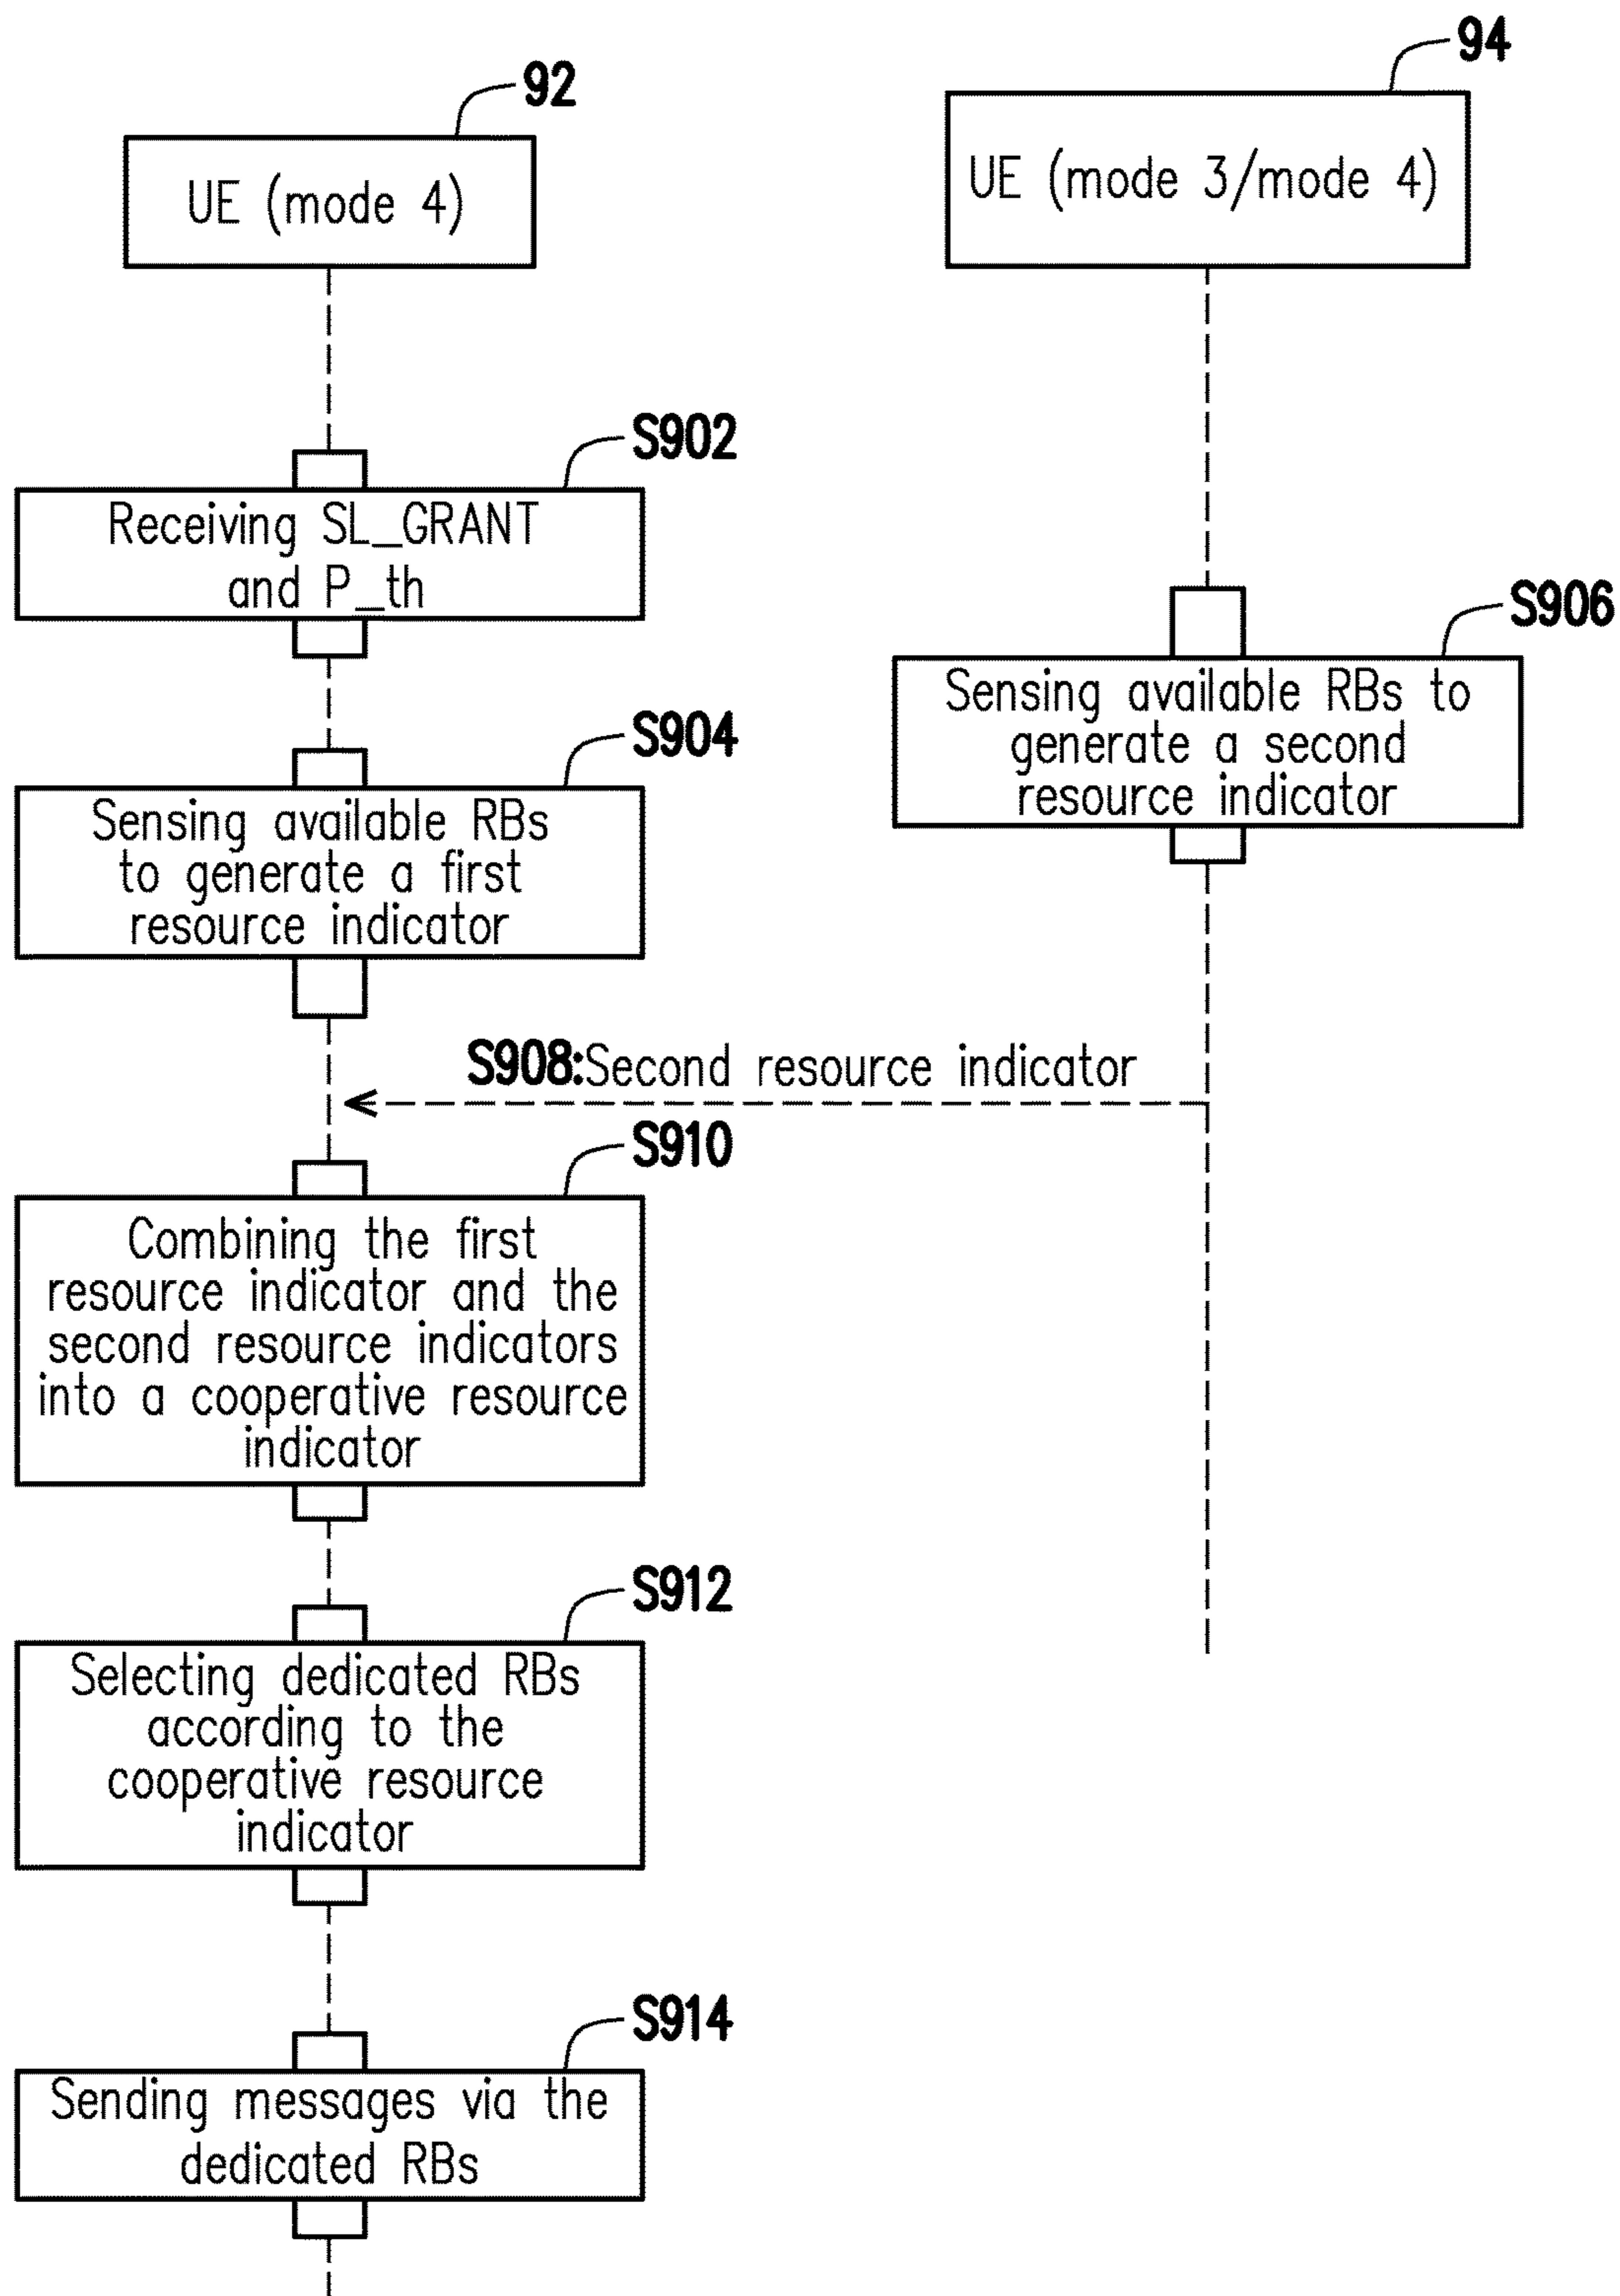 92
UE (mode 4)
94
UE (mode 3/mode 4)
S902
Receiving SL_GRANT
and P_th
S904
Sensing available RBs
to generate a first
resource indicator
S906
Sensing available RBs to
generate a second
resource indicator
S908:Second resource indicator
S910
Combining the first
resource indicator and the
second resource indicators
into a cooperative resource
indicator
S912
Selecting dedicated RBs
according to the
cooperative resource
indicator
S914
Sending messages via the
dedicated RBs